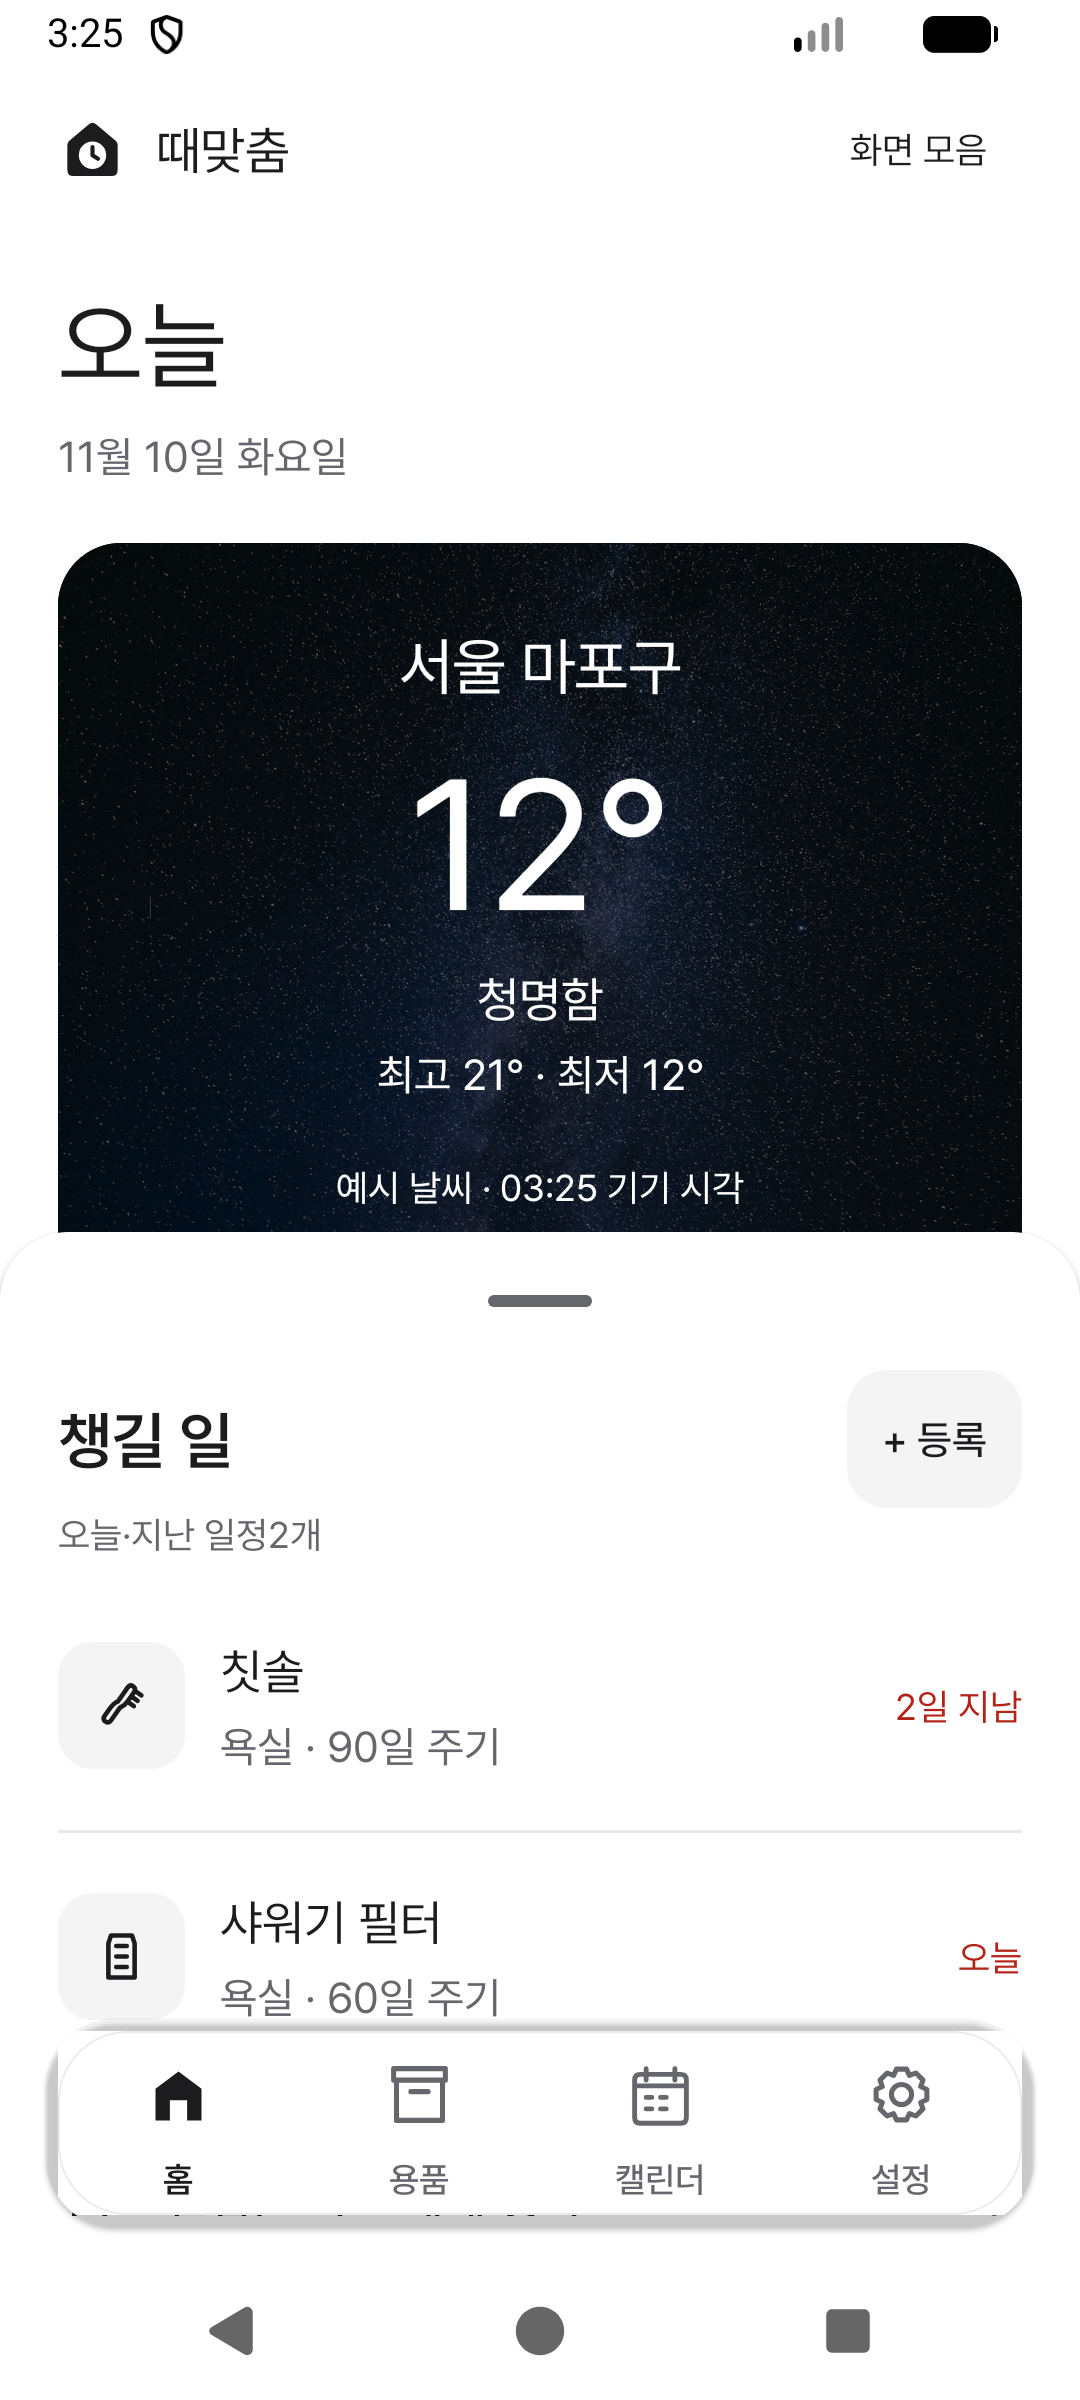 3:25
때맞춤
화면 모음
오늘
11월 10일 화요일
서울 마포구
12°
청명함
최고 21° · 최저 12°
예시 날씨 · 03:25 기기 시각
챙길 일
+ 등록
오늘·지난 일정2개
칫솔
욕실 · 90일 주기
2일 지남
샤워기 필터
욕실 · 60일 주기
오늘
홈
용품
캘린더
설정